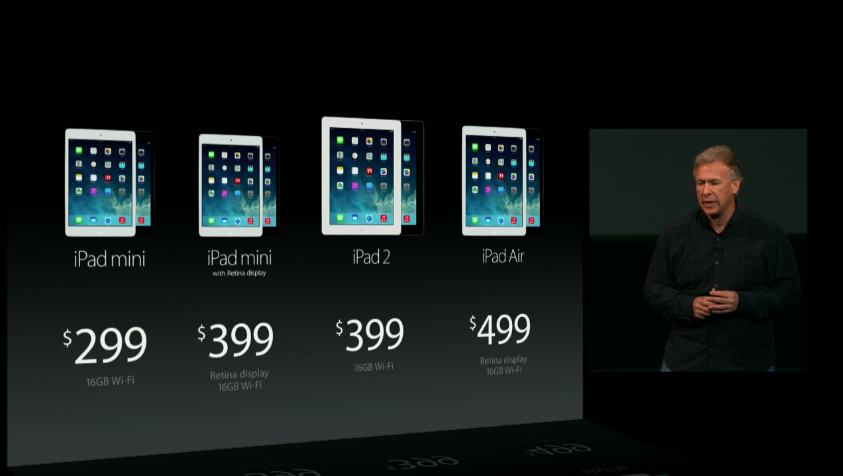 iPad mini
$299
16GB Wi-Fi
iPad mini
with Retina display
$399
Retina display
16GB Wi-Fi
iPad 2
$399
16GB Wi-Fi
iPad Air
$499
Retina display
16GB Wi-Fi